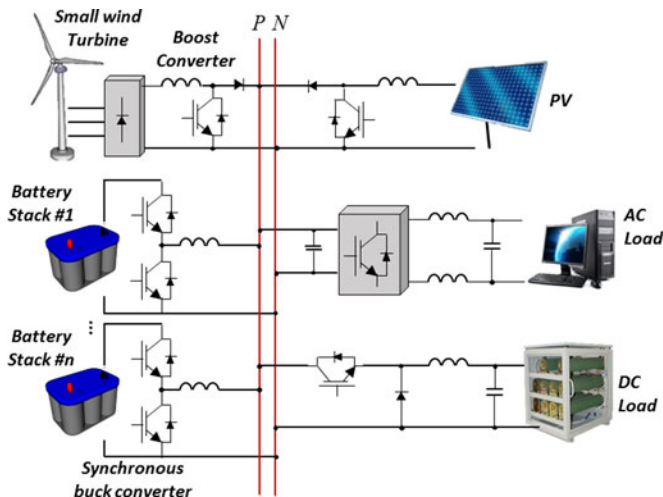 Small wind
Turbine
Boost
Converter
P N
PV
Battery
Stack #1
AC
Load
...
Battery
Stack #n
DC
Load
Synchronous
buck converter